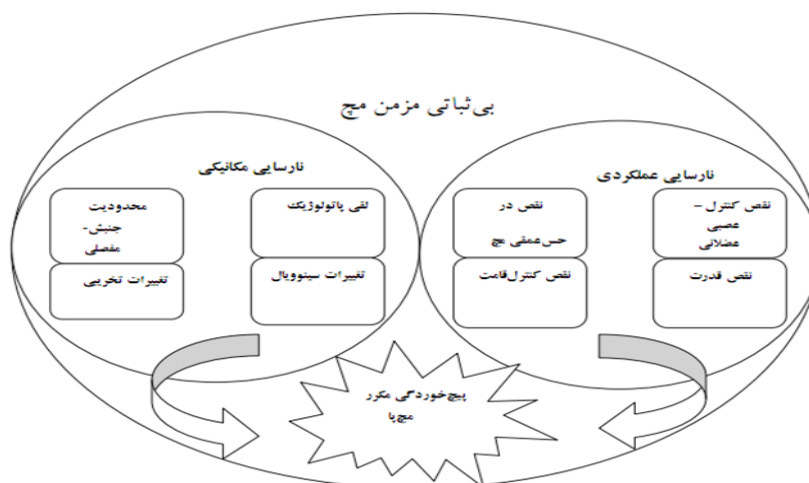 بی‌ثباتی مزمن مچ
نارسایی عملکردی
نقص کنترل –
عصبی
عضلانی
نقص در
حس‌عمقی مچ
نقص قدرت
نقص کنترل‌قامت
نارسایی مکانیکی
لقی پاتولوژیک
محدودیت
جنبش-
مفصلی
تغییرات سینوویال
تغییرات تخریبی
پیچ‌خوردگی مکرر
مچ‌پا